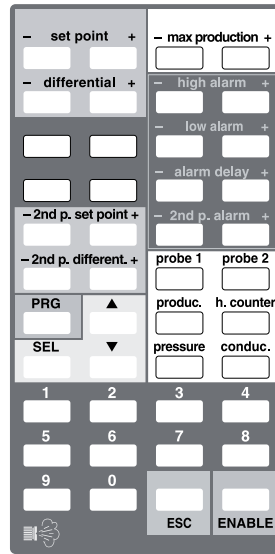 - set point + - max production +
- differential + - high alarm +
- low alarm +
- alarm delay +
- 2nd p. set point + - 2nd p. alarm +
- 2nd p. different. + probe 1 probe 2
PRG ▲ produc. h. counter
SEL ▼ pressure conduc.
1 2 3 4
5 6 7 8
9 0
ESC ENABLE